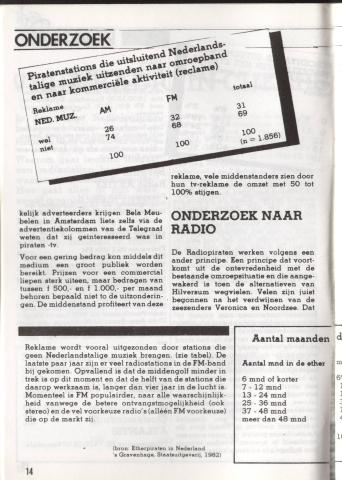 ONDERZOEK
Piratenstations die uitsluitend Nederlands-
talige muziek uitzenden naar omroepband
en naar kommerciële aktiviteit (reclame)
Reklame
NED. MUZ. AM FM totaal
wel 26 32 31
niet 74 68 69
100 100 100
(n = 1.856)
reklame, vele middenstanders zien door
hun tv-reklame de omzet met 50 tot
100% stijgen.
kelijk adverteerders krijgen Bela Meu-
belen in Amsterdam liets zelfs via de
advertentiekolommen van de Telegraaf
weten dat zij geinteresseerd was in
piraten -tv.
Voor een gering bedrag kon middels dit
medium een groot publiek worden
bereikt. Prijzen voor een commercial
liepen sterk uiteen, maar bedragen van
tussen f 500,- en f 1.000,- per maand
behoren bepaald niet to de uitzonderin-
gen. De middenstand profiteert van deze
ONDERZOEK NAAR
RADIO
De Radiopiraten werken volgens een
ander principe. Een principe dat voort-
komt uit de ontevredenheid met de
bestaande omroepsituatie en die aange-
wakkerd is toen de alternatieven van
Hilversum wegvielen. Velen zijn juist
begonnen na het verdwijnen van de
zeezenders Veronica en Noordzee. Dat
Reklame wordt vooral uitgezonden door stations die
geen Nederlandstalige muziek brengen, (zie tabel). De
laatste paar jaar zijn er veel radiostations in de FM-band
bij gekomen. Opvallend is dat de middengolf minder in
trek is op dit moment en dat de helft van de stations die
daarop werkzaam is, langer dan vier jaar in de lucht is.
Momenteel is FM populairder, naar alle waarschijnlijk-
heid vanwege de betere ontvangstmogelijkheid (ook
stereo) en de vel voorkeuze radio's (alléén FM voorkeuze)
die op de markt zij.
(bron: Etherpiraten in Nederland
's Gravenhage, Staatsuitgeverij, 1982)
Aantal maanden
Aantal mnd in de ether
6 mnd of korter
7 - 12 mnd
13 - 24 mnd
25 - 36 mnd
37 - 48 mnd
meer dan 48 mnd
14